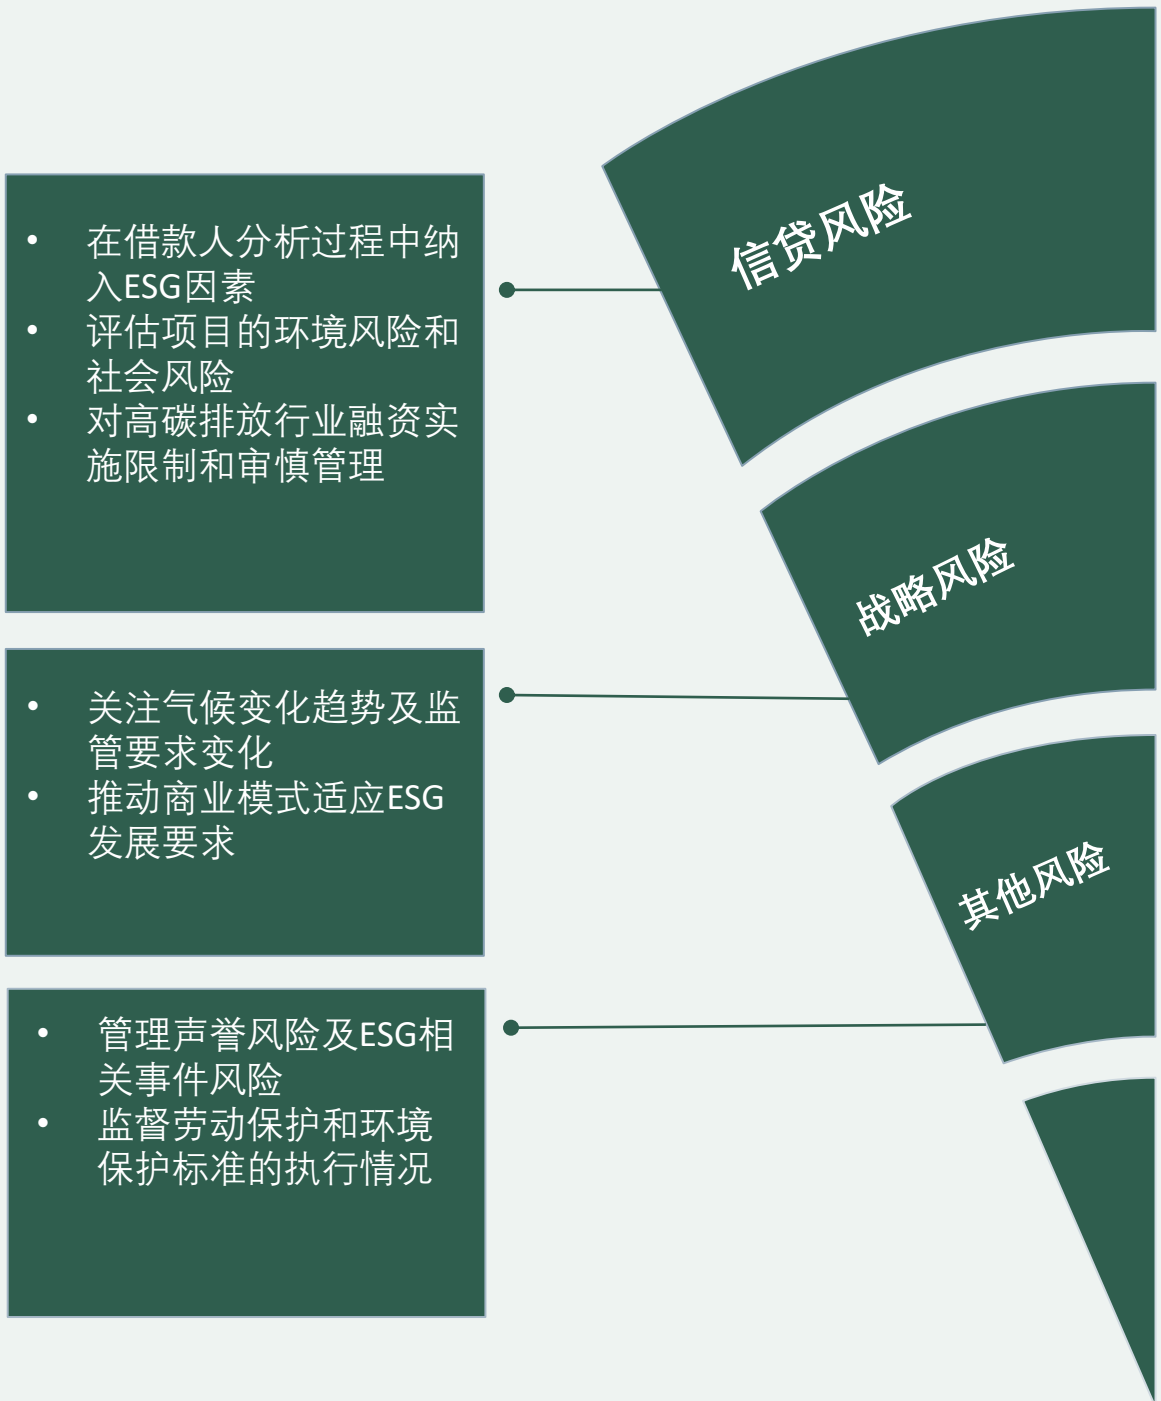 信贷风险
• 在借款人分析过程中纳
入ESG因素
• 评估项目的环境风险和
社会风险
• 对高碳排放行业融资实
施限制和审慎管理
战略风险
• 关注气候变化趋势及监
管要求变化
• 推动商业模式适应ESG
发展要求
其他风险
• 管理声誉风险及ESG相
关事件风险
• 监督劳动保护和环境
保护标准的执行情况